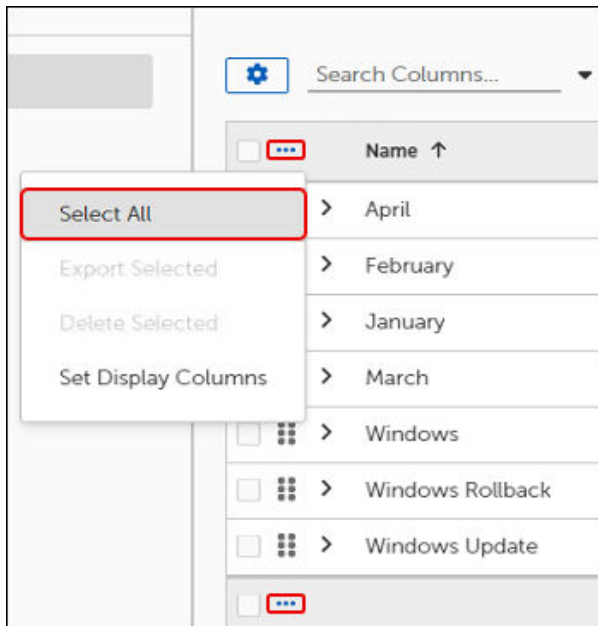 Search Columns...
Name ↑
Select All
April
Export Selected
February
Delete Selected
January
Set Display Columns
March
Windows
Windows Rollback
Windows Update